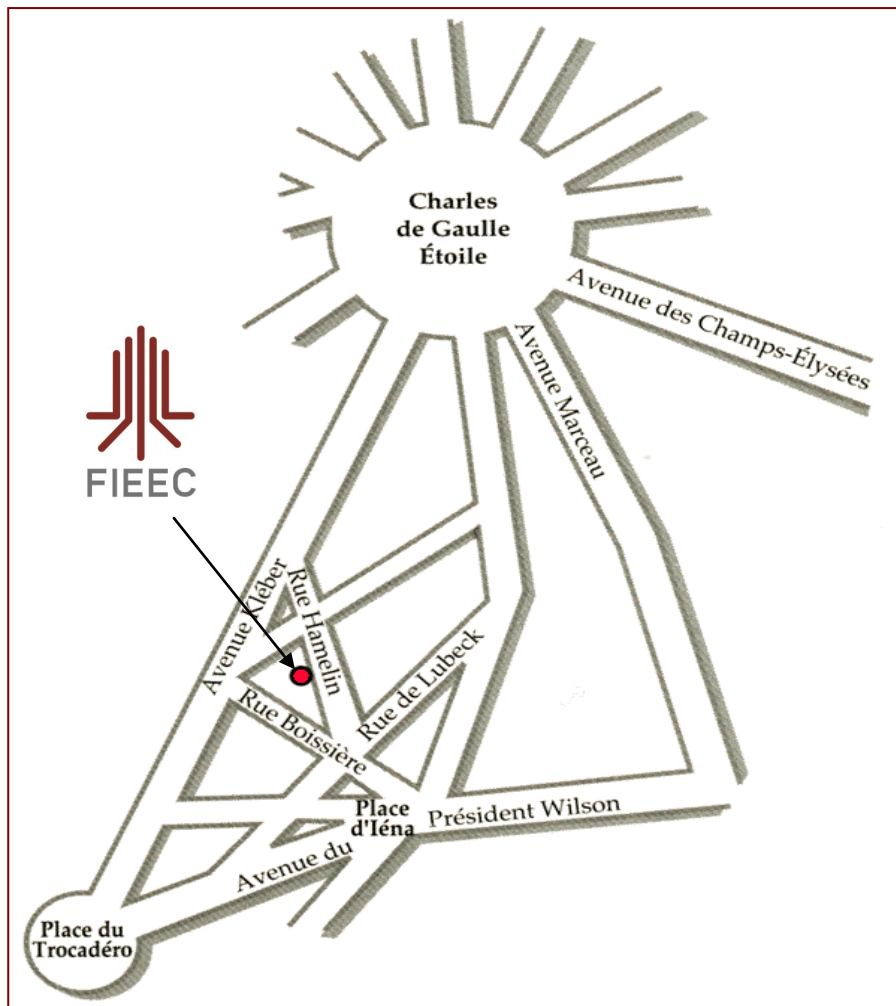 Charles
de Gaulle
Étoile
Avenue des Champs-Élysées
Avenue Marceau
FIEEC
Avenue Kléber
Rue Hamelin
Rue de Lubeck
Rue Boissière
Place
d'Iéna
Président Wilson
Avenue du
Place du
Trocadéro